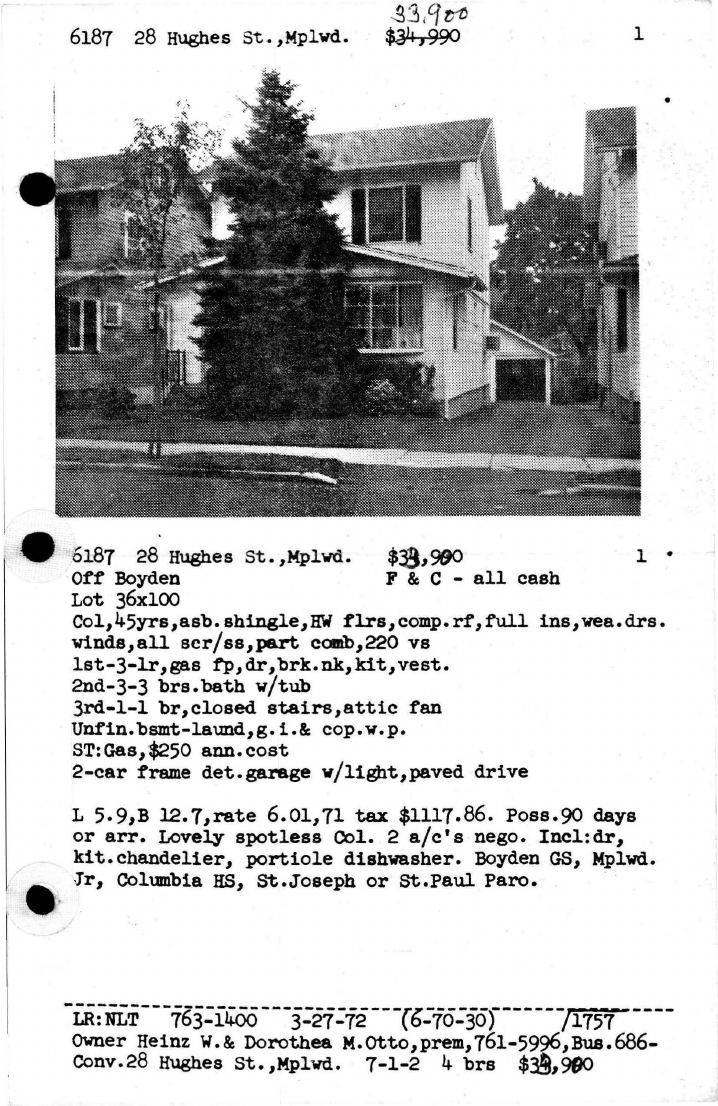 33,900
6187 28 Hughes St.,Mplwd. $34,990 1
6187 28 Hughes St.,Mplwd. $33,900 1
Off Boyden F & C - all cash
Lot 36x100
Col,45yrs,asb.shingle,HW flrs,comp.rf,full ins,wea.drs.
winds,all scr/ss,part comb,220 vs
1st-3-lr,gas fp,dr,brk.nk,kit,vest.
2nd-3-3 brs.bath w/tub
3rd-1-1 br,closed stairs,attic fan
Unfin.bsmt-laund,g.i.& cop.w.p.
ST:Gas,$250 ann.cost
2-car frame det.garage w/light,paved drive
L 5.9,B 12.7,rate 6.01,71 tax $1117.86. Poss.90 days
or arr. Lovely spotless Col. 2 a/c's nego. Incl:dr,
kit.chandelier, portiole dishwasher. Boyden GS, Mplwd.
Jr, Columbia HS, St.Joseph or St.Paul Paro.
LR:NLT 763-1400 3-27-72 (6-70-30) /1757
Owner Heinz W.& Dorothea M.Otto,prem,761-5996,Bus.686-
Conv.28 Hughes St.,Mplwd. 7-1-2 4 brs $33,900